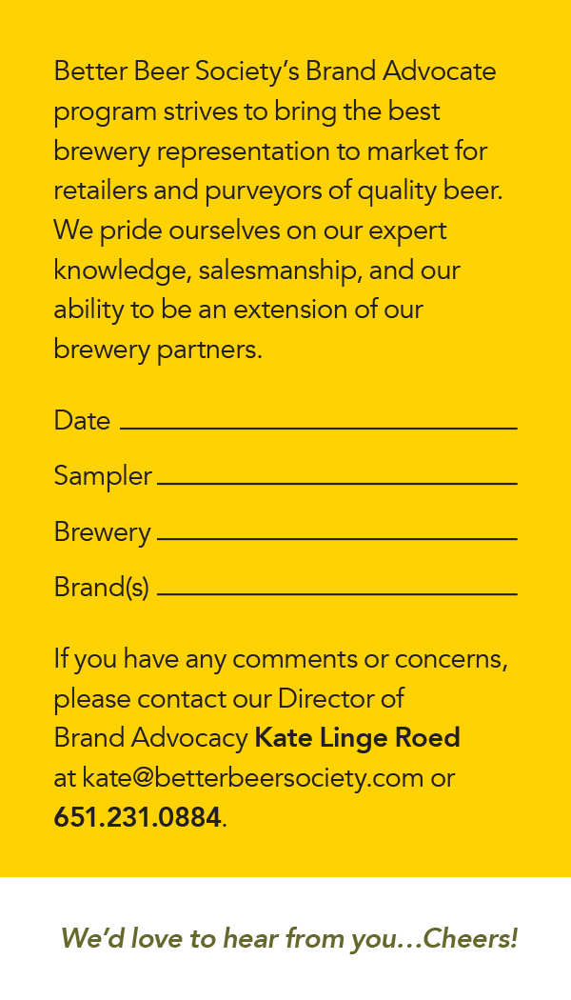 Better Beer Society’s Brand Advocate
program strives to bring the best
brewery representation to market for
retailers and purveyors of quality beer.
We pride ourselves on our expert
knowledge, salesmanship, and our
ability to be an extension of our
brewery partners.
Date
Sampler
Brewery
Brand(s)
If you have any comments or concerns,
please contact our Director of
Brand Advocacy Kate Linge Roed
at kate@betterbeersociety.com or
651.231.0884.
We’d love to hear from you…Cheers!